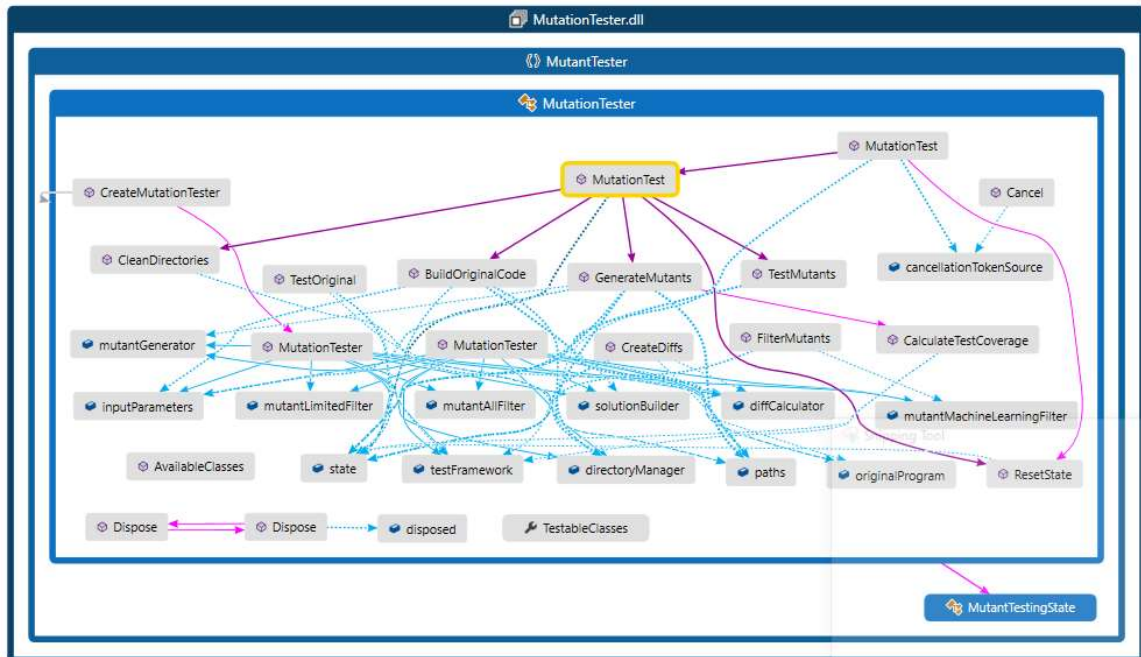 MutationTester.dll
MutantTester
MutationTester
MutationTest
MutationTest
CreateMutationTester
Cancel
CleanDirectories
TestOriginal
BuildOriginalCode
GenerateMutants
TestMutants
cancellationTokenSource
mutantGenerator
MutationTester
MutationTester
CreateDiffs
FilterMutants
CalculateTestCoverage
inputParameters
mutantLimitedFilter
mutantAllFilter
solutionBuilder
diffCalculator
mutantMachineLearningFilter
Snipping Tool
AvailableClasses
state
testFramework
directoryManager
paths
originalProgram
ResetState
Dispose
Dispose
disposed
TestableClasses
MutantTestingState